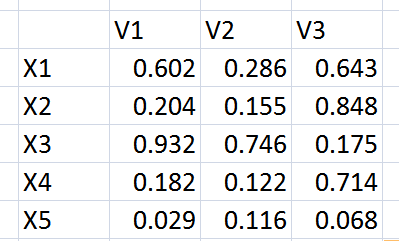 V1 V2 V3
X1 0.602 0.286 0.643
X2 0.204 0.155 0.848
X3 0.932 0.746 0.175
X4 0.182 0.122 0.714
X5 0.029 0.116 0.068